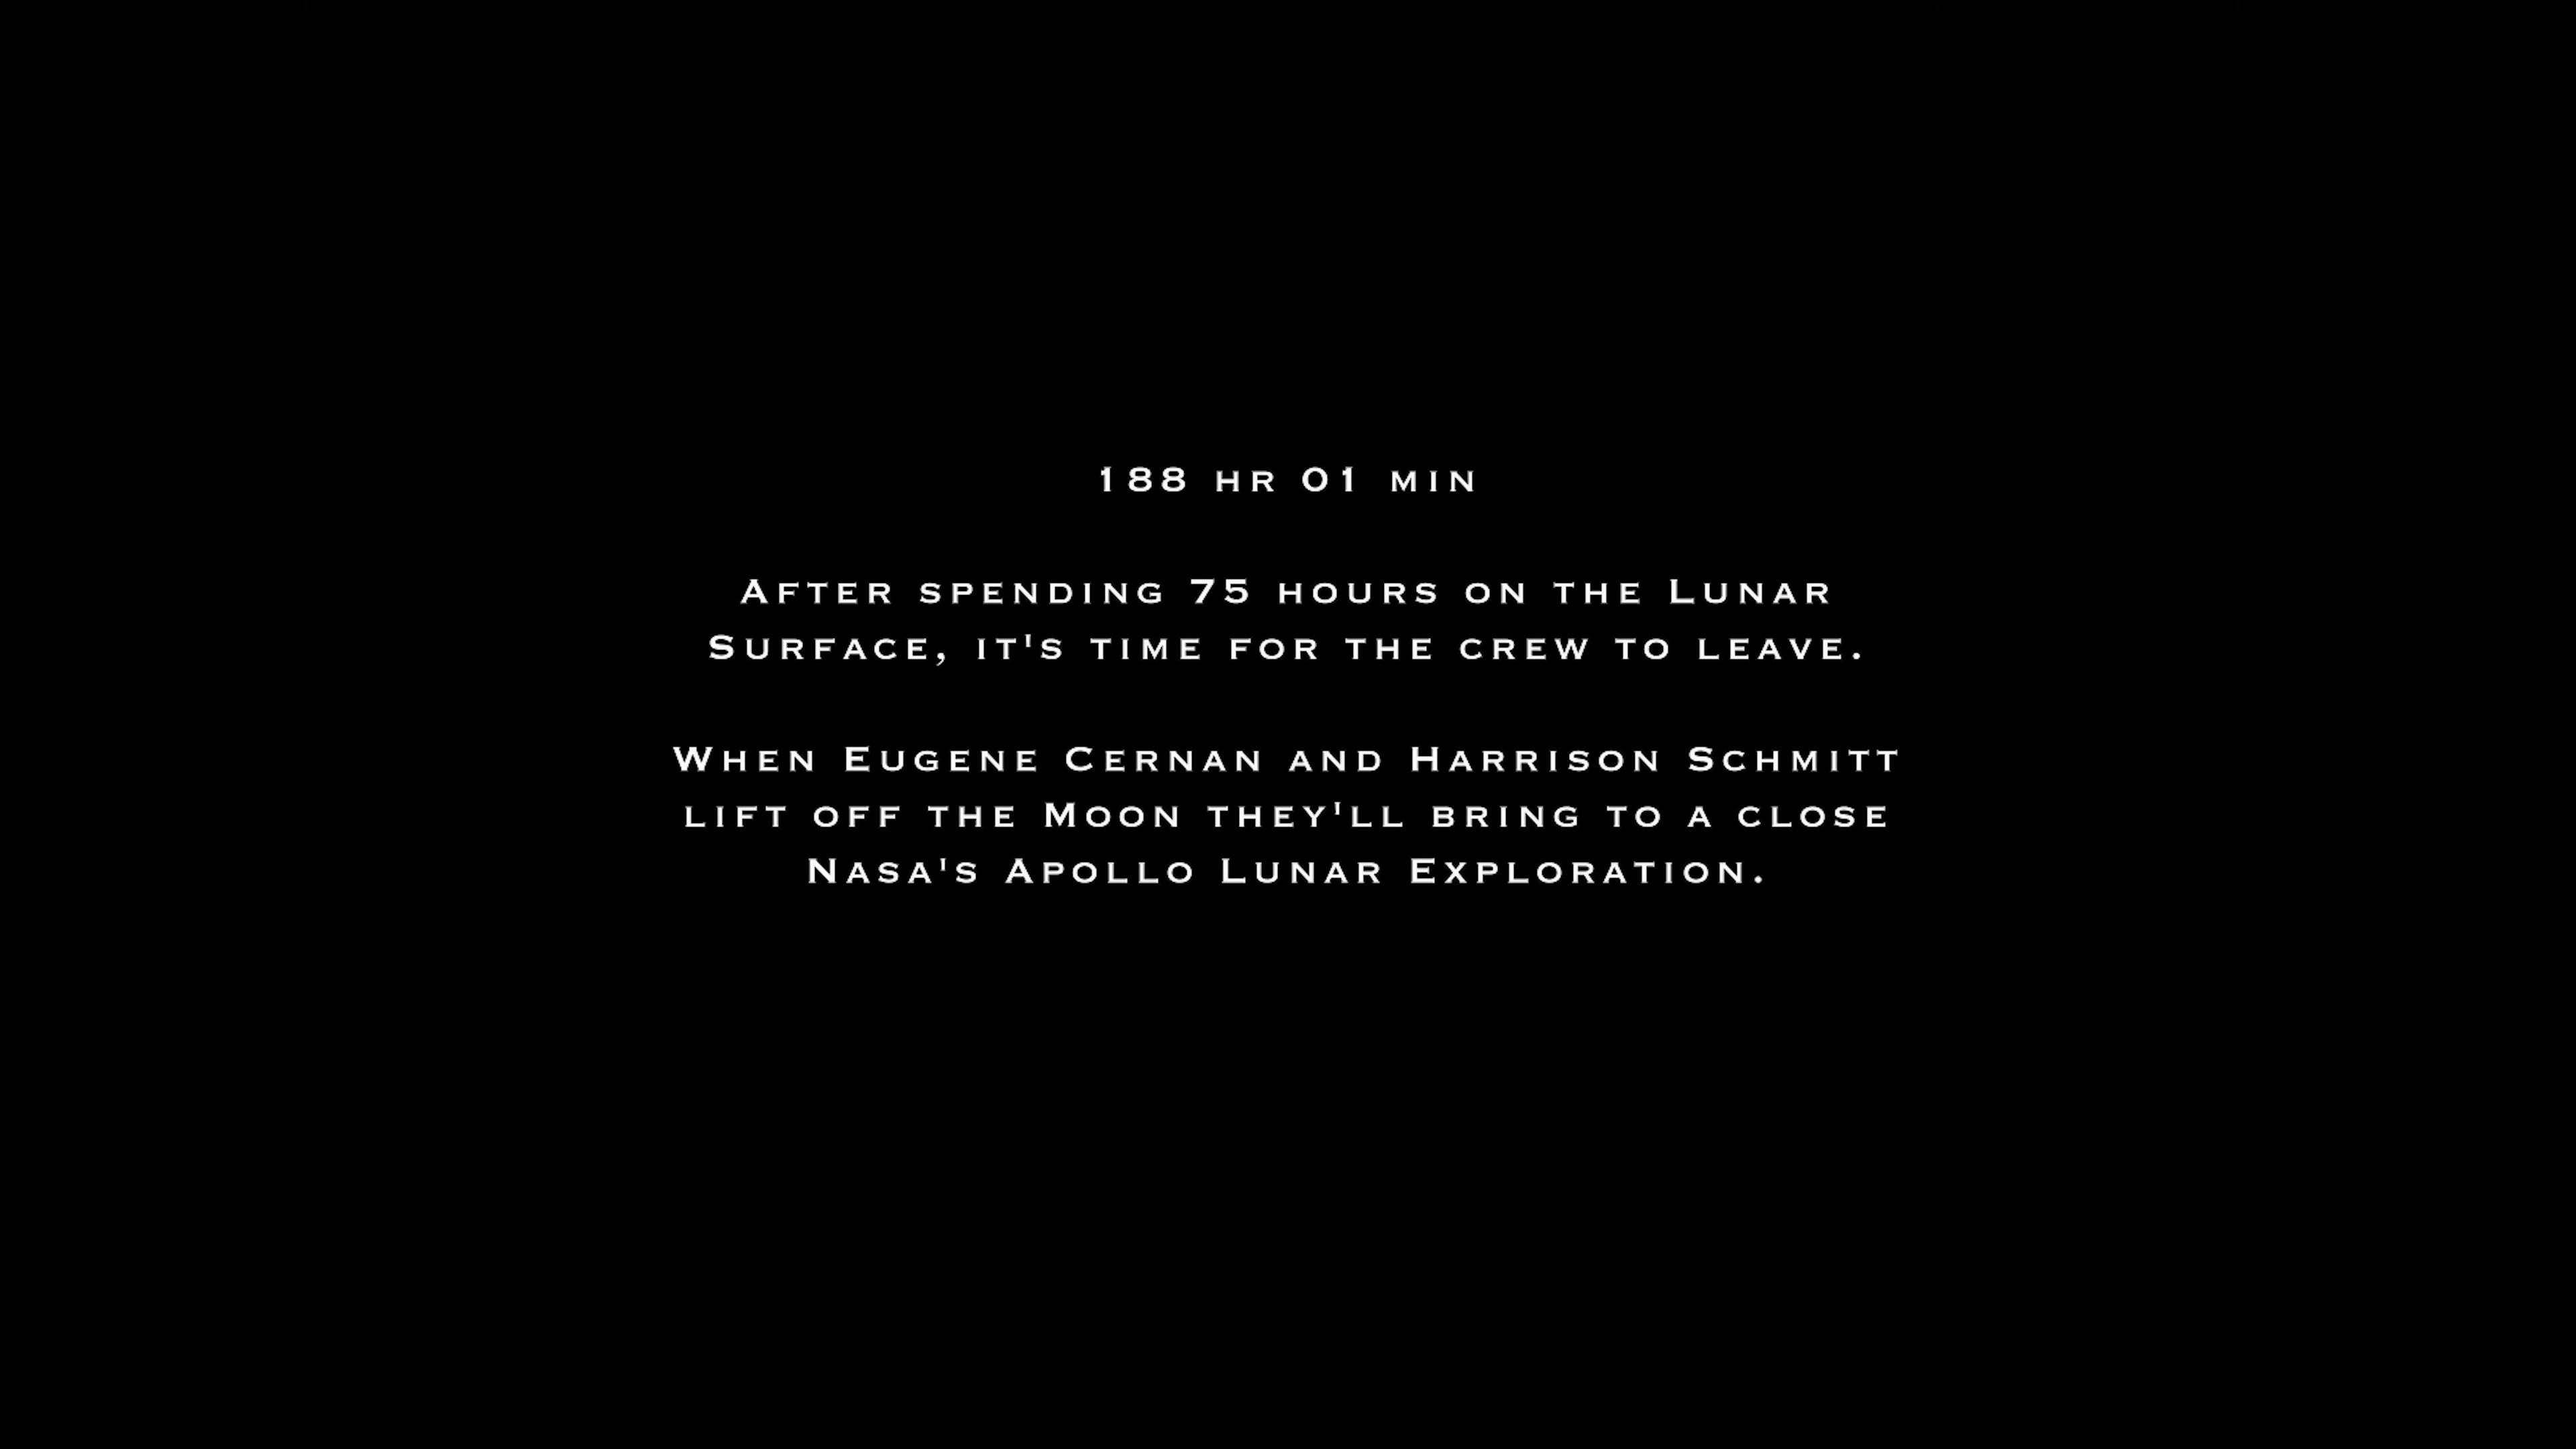 188 HR 01 MIN
AFTER SPENDING 75 HOURS ON THE LUNAR
SURFACE, IT'S TIME FOR THE CREW TO LEAVE.
WHEN EUGENE CERNAN AND HARRISON SCHMITT
LIFT OFF THE MOON THEY'LL BRING TO A CLOSE
NASA'S APOLLO LUNAR EXPLORATION.